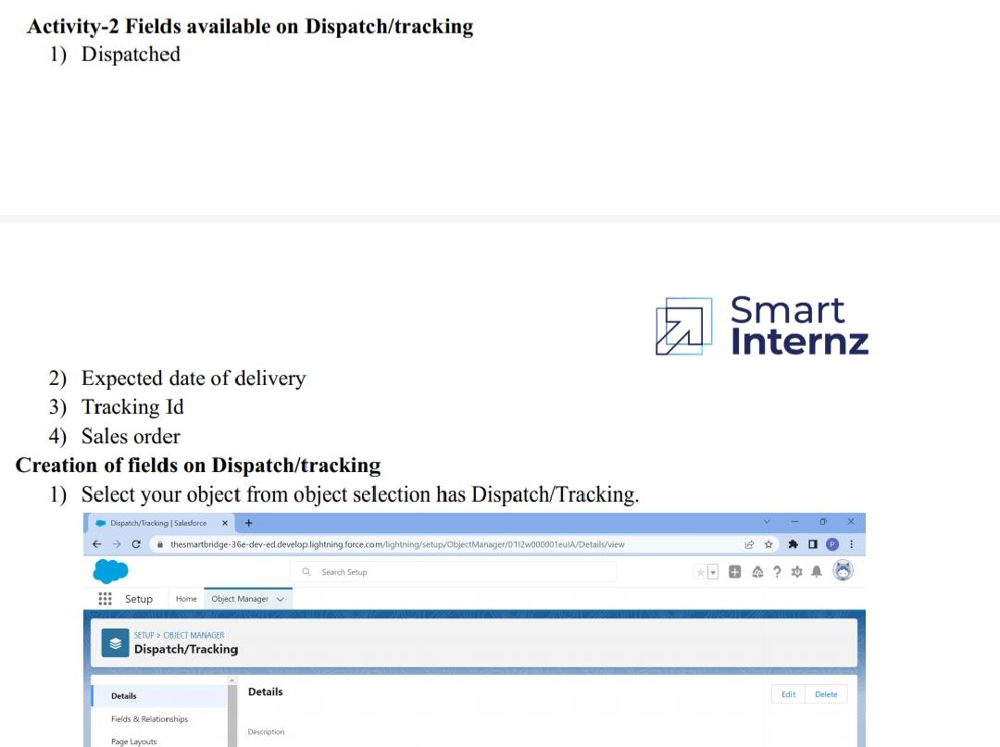 Activity-2 Fields available on Dispatch/tracking
1) Dispatched
Smart
Internz
2) Expected date of delivery
3) Tracking Id
4) Sales order
Creation of fields on Dispatch/tracking
1) Select your object from object selection has Dispatch/Tracking.
Dispatch/Tracking | Salesforce
thesmartbridge-36e-dev-ed.develop.lightning.force.com/lightning/setup/ObjectManager/01I2w000001eulA/Details/view
P
Search Setup
Setup Home Object Manager
SETUP > OBJECT MANAGER
Dispatch/Tracking
Details
Fields & Relationships
Page Layouts
Details
Edit Delete
Description